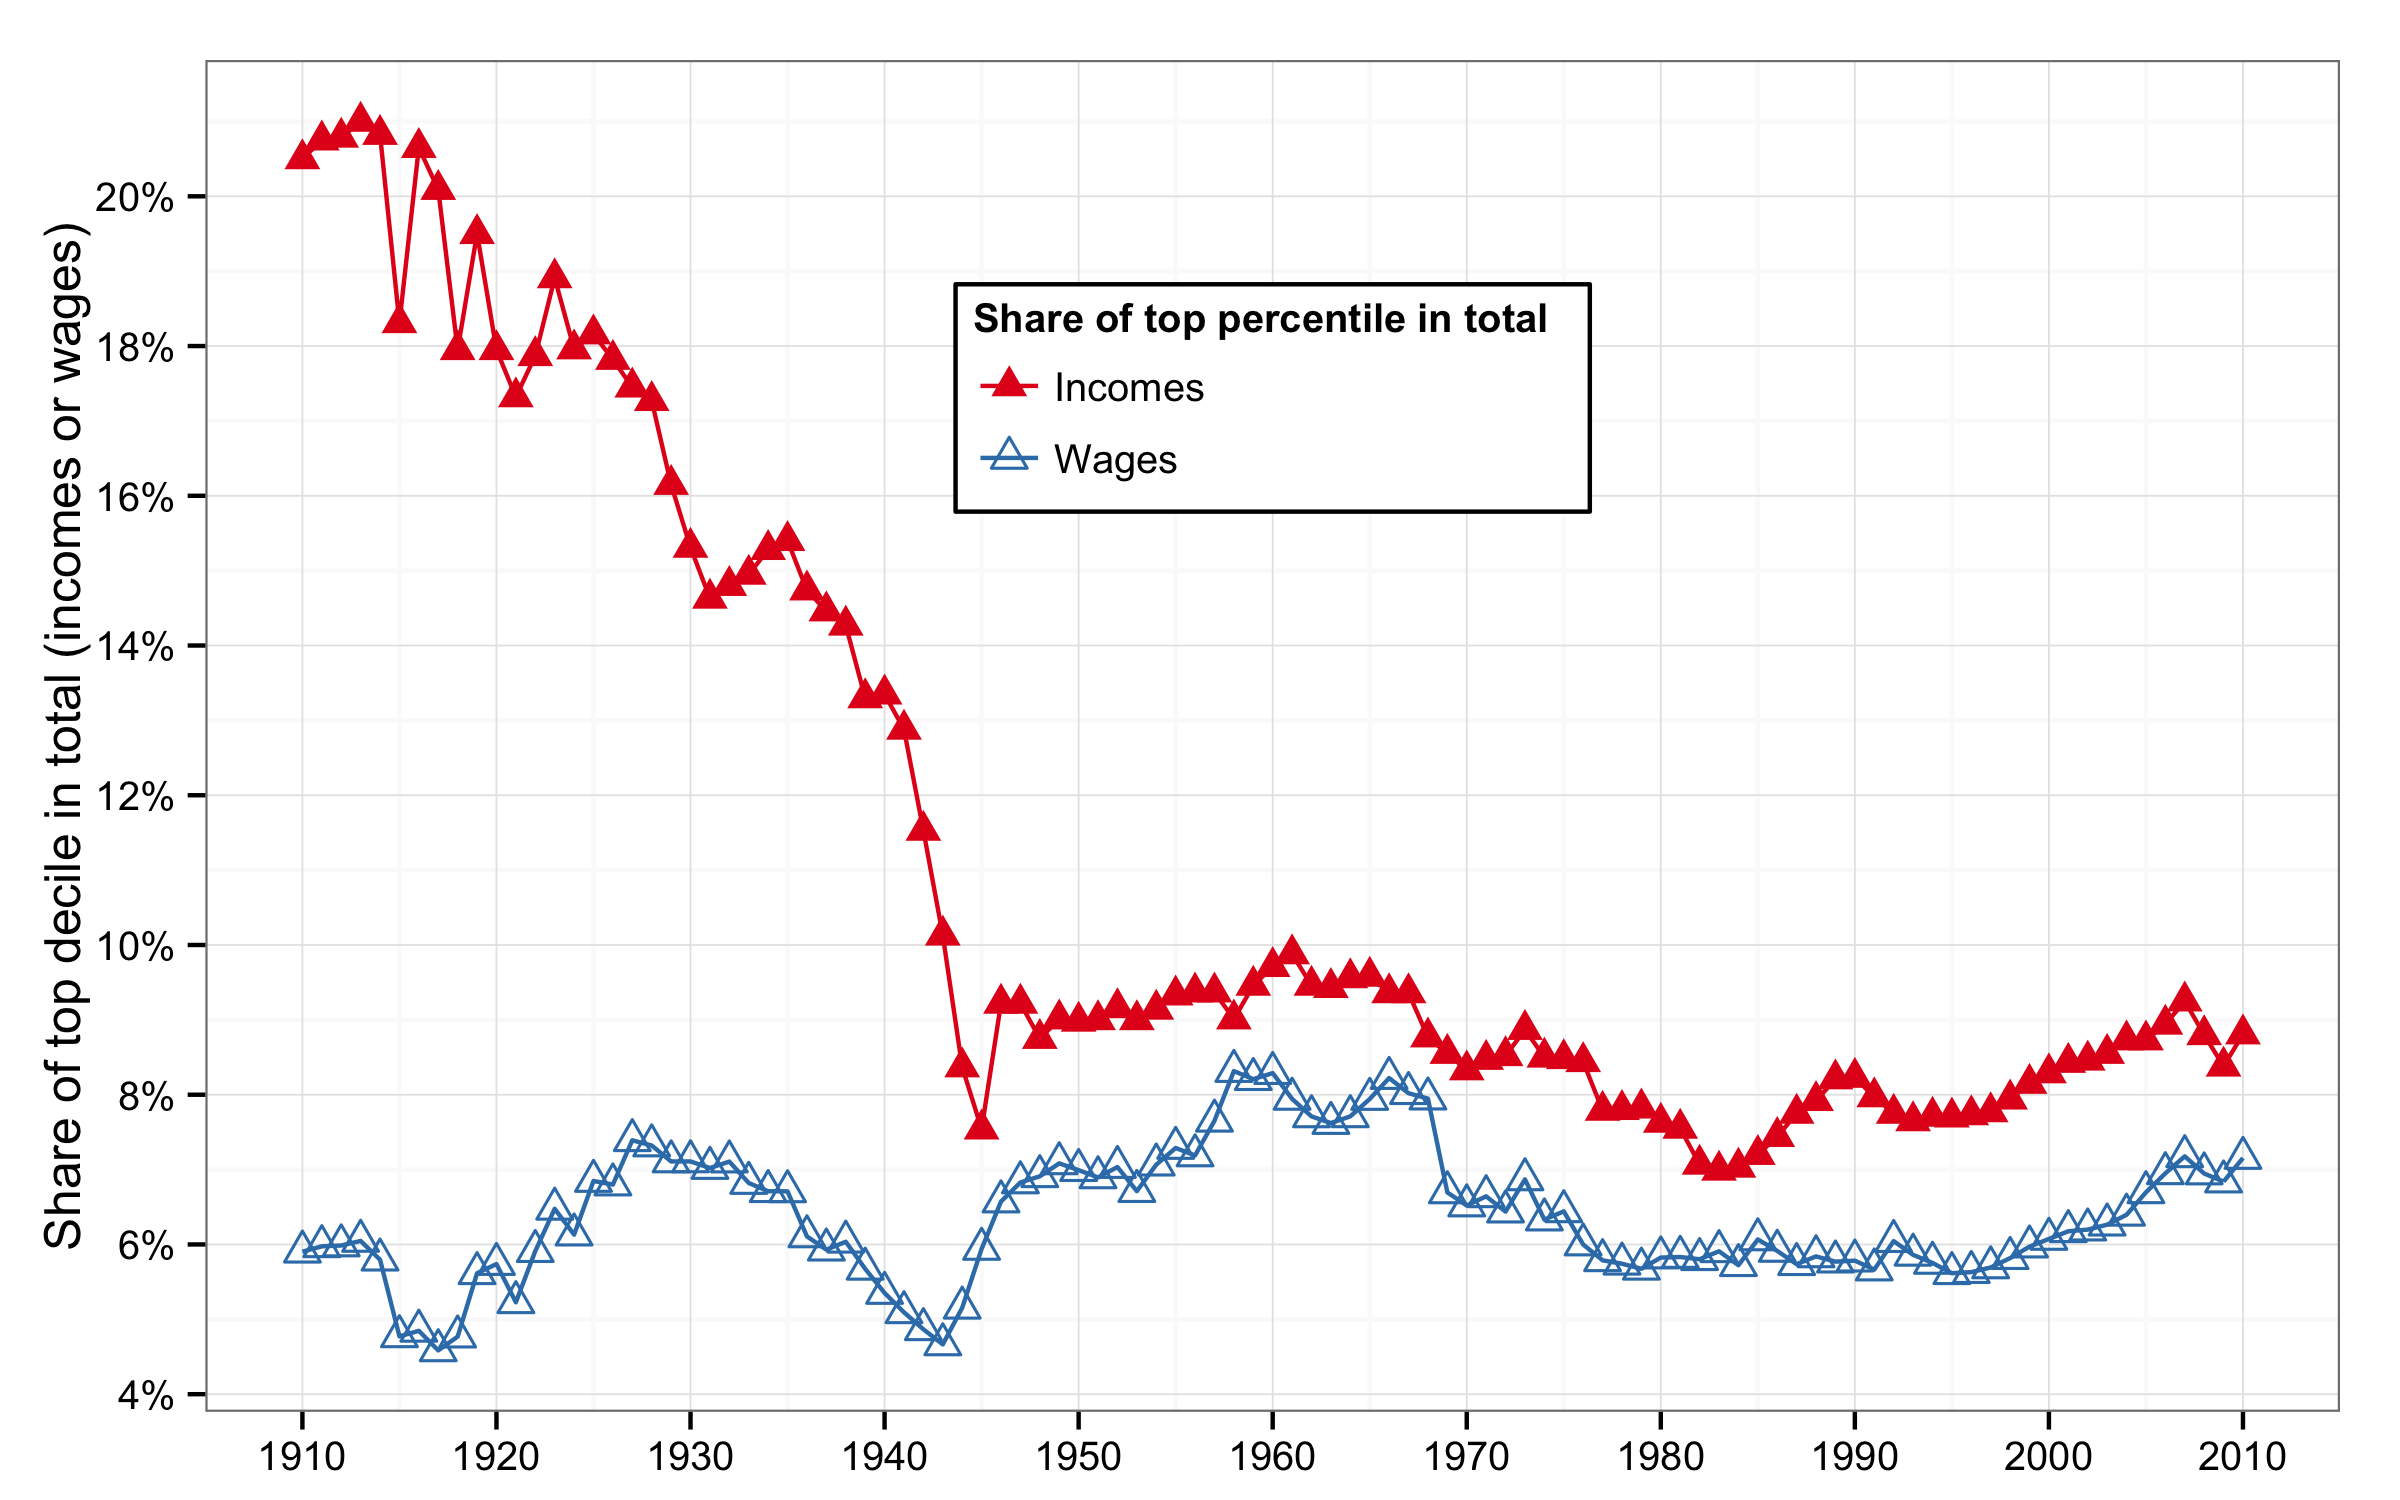 Share of top decile in total (incomes or wages)
20%
18%
16%
14%
12%
10%
8%
6%
4%
Share of top percentile in total
Incomes
Wages
1910 1920 1930 1940 1950 1960 1970 1980 1990 2000 2010